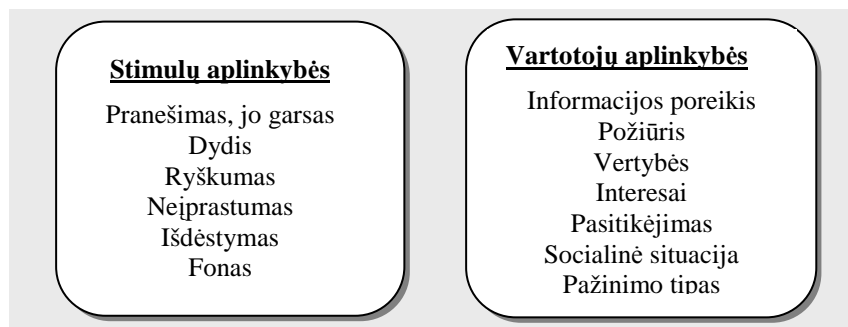 Stimulų aplinkybės
Pranešimas, jo garsas
Dydis
Ryškumas
Neįprastumas
Išdėstymas
Fonas
Vartotojų aplinkybės
Informacijos poreikis
Požiūris
Vertybės
Interesai
Pasitikėjimas
Socialinė situacija
Pažinimo tipas